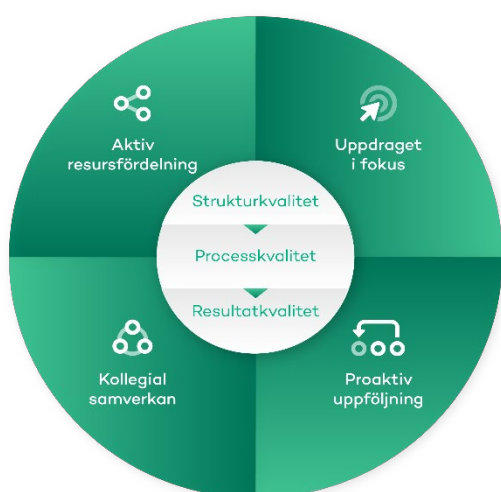 Aktiv
resursfördelning
Uppdraget
i fokus
Strukturkvalitet
Processkvalitet
Resultatkvalitet
Kollegial
samverkan
Proaktiv
uppföljning